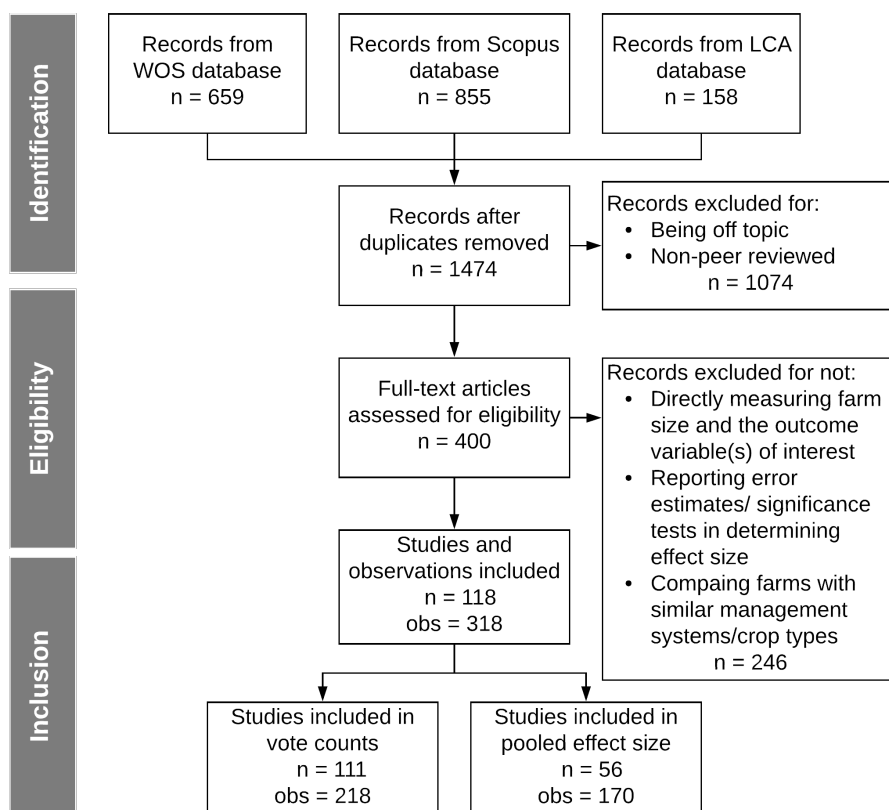 Identification
Records from
WOS database
n = 659
Records from Scopus
database
n = 855
Records from LCA
database
n = 158
Records after
duplicates removed
n = 1474
Records excluded for:
• Being off topic
• Non-peer reviewed
n = 1074
Eligibility
Full-text articles
assessed for eligibility
n = 400
Records excluded for not:
• Directly measuring farm
size and the outcome
variable(s) of interest
• Reporting error
estimates/ significance
tests in determining
effect size
• Compaing farms with
similar management
systems/crop types
n = 246
Studies and
observations included
n = 118
obs = 318
Inclusion
Studies included in
vote counts
n = 111
obs = 218
Studies included in
pooled effect size
n = 56
obs = 170